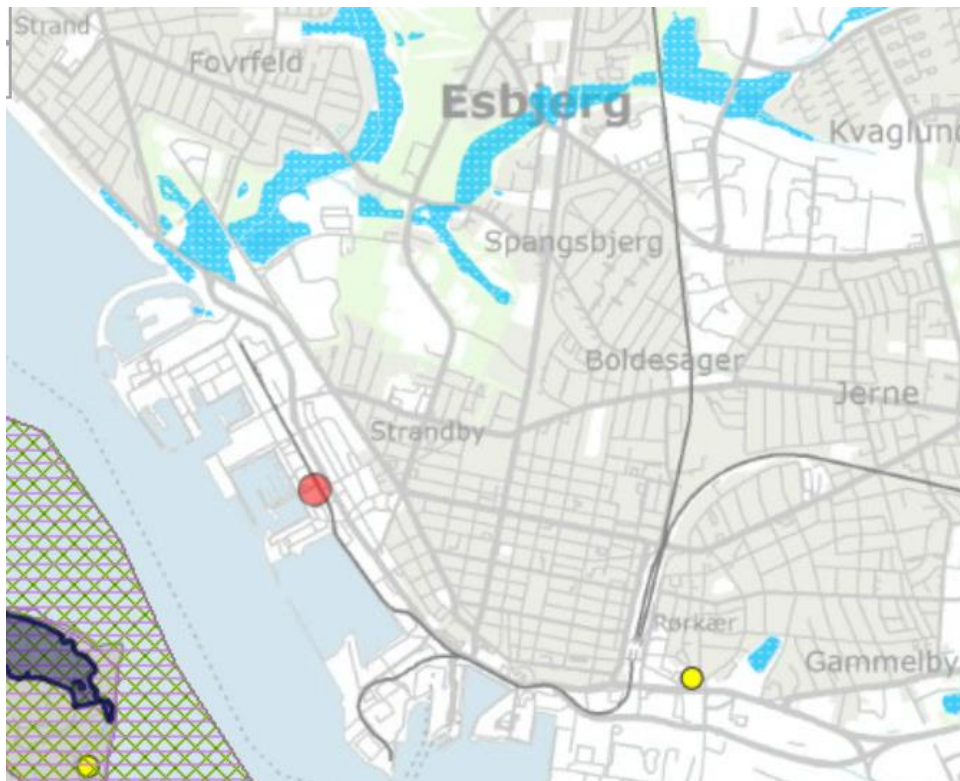 Strand
Fovrfeld
Esbjerg
Kvaglund
Spangsbjerg
Boldesager
Jerne
Strandby
Rørkær
Gammelby